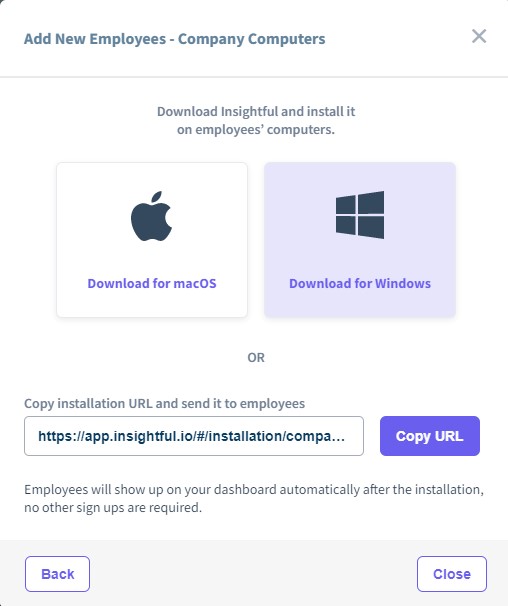 Add New Employees - Company Computers
Download Insightful and install it
on employees' computers.
Download for macOS
Download for Windows
OR
Copy installation URL and send it to employees
https://app.insightful.io/#/installation/compa...
Copy URL
Employees will show up on your dashboard automatically after the installation,
no other sign ups are required.
Back
Close